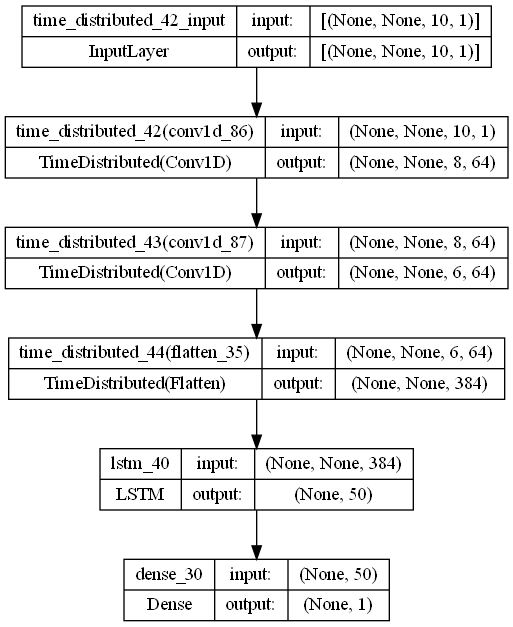 time_distributed_42_input input: [(None, None, 10, 1)]
InputLayer output: [(None, None, 10, 1)]
time_distributed_42(conv1d_86) input: (None, None, 10, 1)
TimeDistributed(Conv1D) output: (None, None, 8, 64)
time_distributed_43(conv1d_87) input: (None, None, 8, 64)
TimeDistributed(Conv1D) output: (None, None, 6, 64)
time_distributed_44(flatten_35) input: (None, None, 6, 64)
TimeDistributed(Flatten) output: (None, None, 384)
lstm_40 input: (None, None, 384)
LSTM output: (None, 50)
dense_30 input: (None, 50)
Dense output: (None, 1)